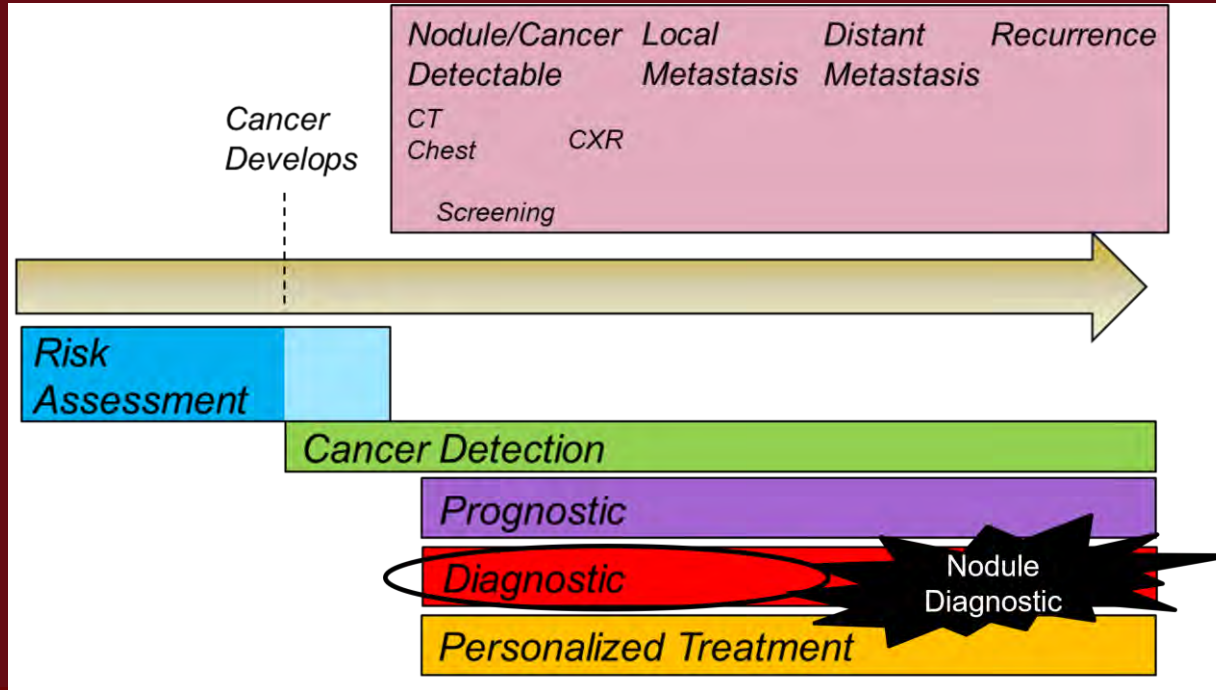 Nodule/Cancer Local Distant Recurrence
Detectable Metastasis Metastasis
Cancer
Develops
CT
Chest CXR
Screening
Risk
Assessment
Cancer Detection
Prognostic
Diagnostic
Nodule
Diagnostic
Personalized Treatment